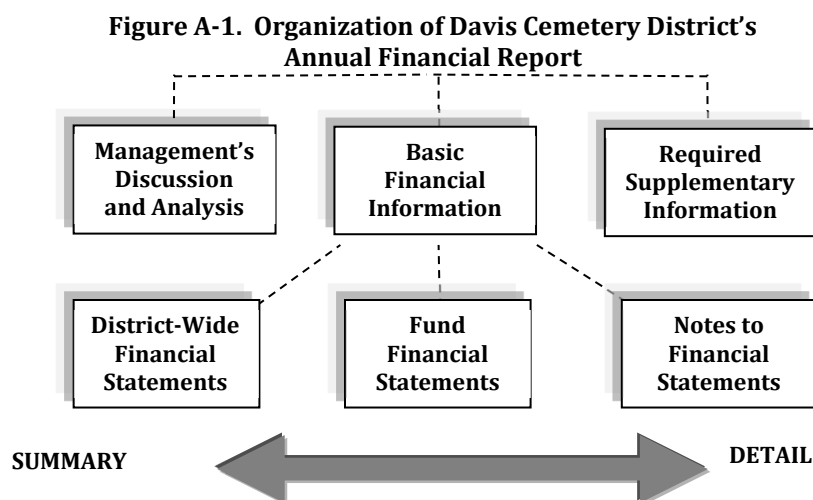 Figure A-1. Organization of Davis Cemetery District's
Annual Financial Report
Management's
Discussion
and Analysis
Basic
Financial
Information
Required
Supplementary
Information
District-Wide
Financial
Statements
Fund
Financial
Statements
Notes to
Financial
Statements
SUMMARY
DETAIL